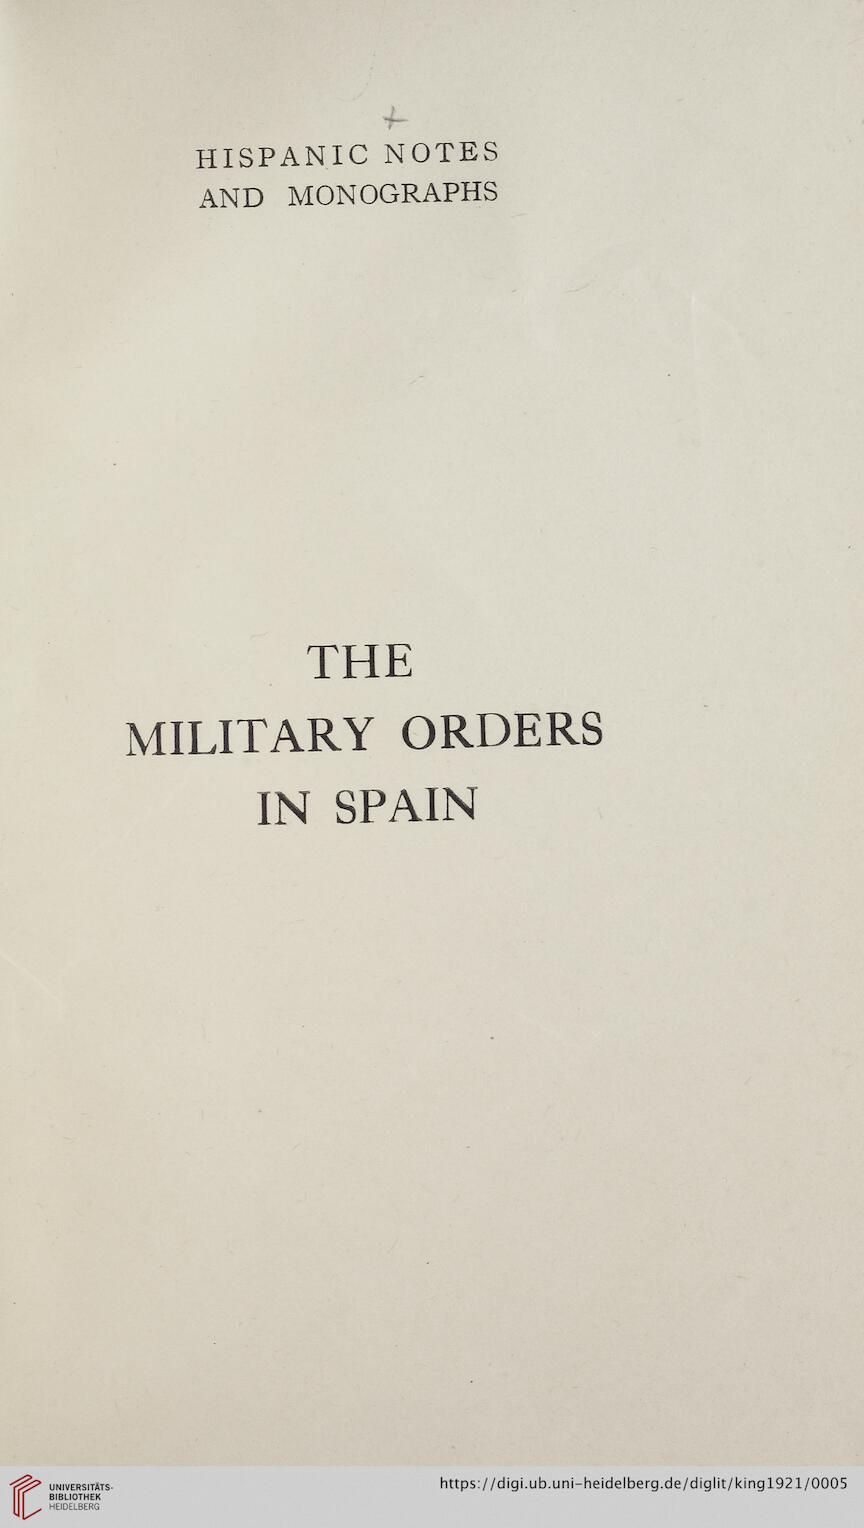 HISPANIC NOTES
AND MONOGRAPHS
THE
MILITARY ORDERS
IN SPAIN
UNIVERSITÄTS-
BIBLIOTHEK
HEIDELBERG
https://digi.ub.uni-heidelberg.de/diglit/king1921/0005